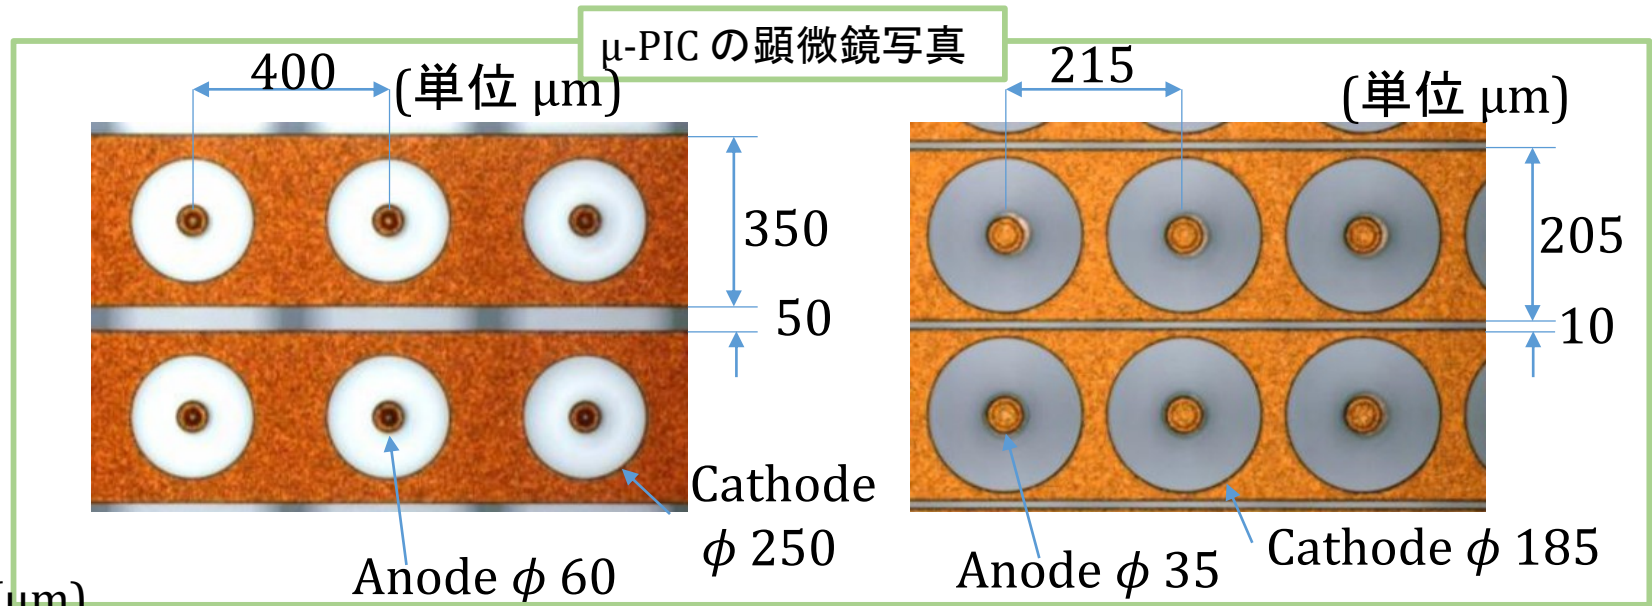 μ-PIC の顕微鏡写真
400
(単位 μm)
350
50
Cathode
ϕ 250
Anode ϕ 60
215
(単位 μm)
205
10
Anode ϕ 35
Cathode ϕ 185
(μm)